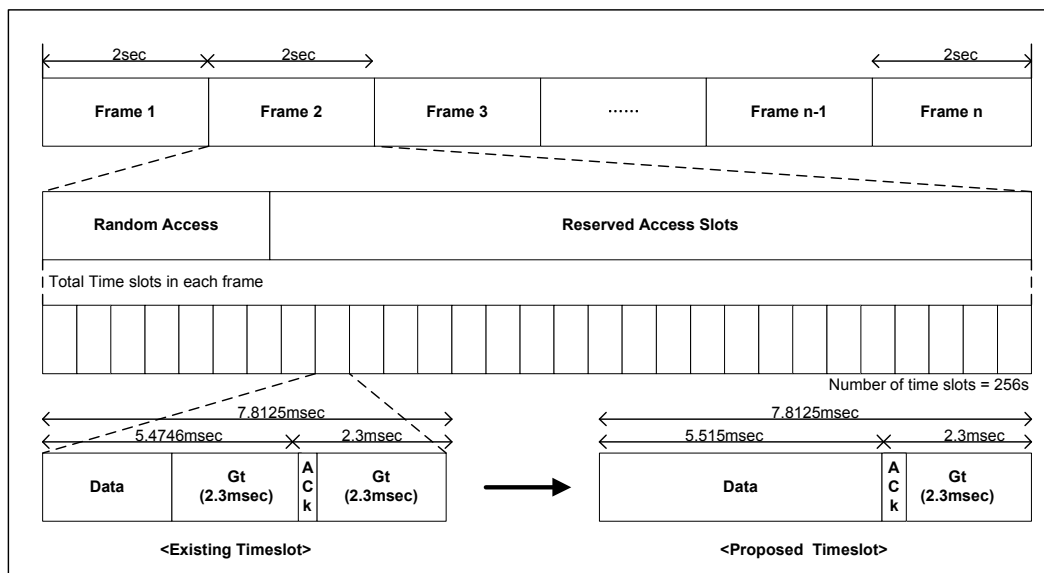 2sec 2sec 2sec
Frame 1 Frame 2 Frame 3 ...... Frame n-1 Frame n
Random Access Reserved Access Slots
Total Time slots in each frame
Number of time slots = 256s
7.8125msec 7.8125msec
5.4746msec 2.3msec 5.515msec 2.3msec
Data Gt (2.3msec) ACk Gt (2.3msec)
Data ACk Gt (2.3msec)
<Existing Timeslot> <Proposed Timeslot>